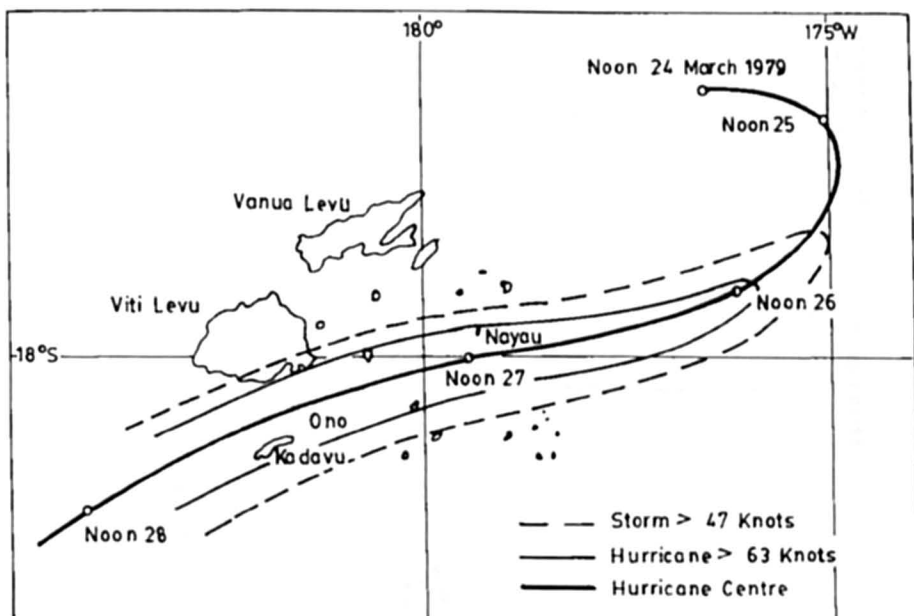 180°
175°W
Noon 24 March 1979
Noon 25
Vanua Levu
Viti Levu
Noon 26
Nayau
18°S
Noon 27
Ono
Kadavu
Noon 28
Storm > 47 Knots
Hurricane > 63 Knots
Hurricane Centre